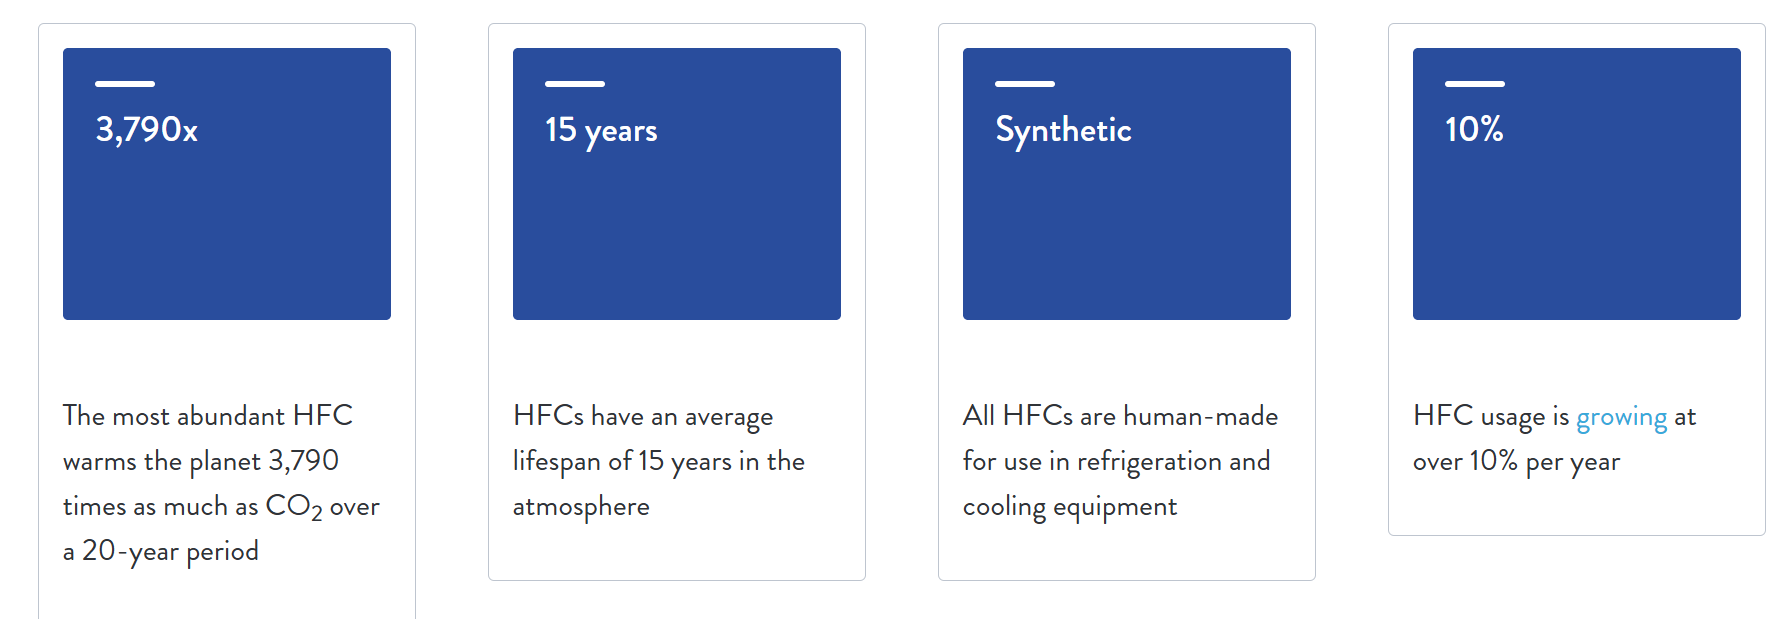 3,790x
The most abundant HFC
warms the planet 3,790
times as much as CO₂ over
a 20-year period
15 years
HFCs have an average
lifespan of 15 years in the
atmosphere
Synthetic
All HFCs are human-made
for use in refrigeration and
cooling equipment
10%
HFC usage is growing at
over 10% per year